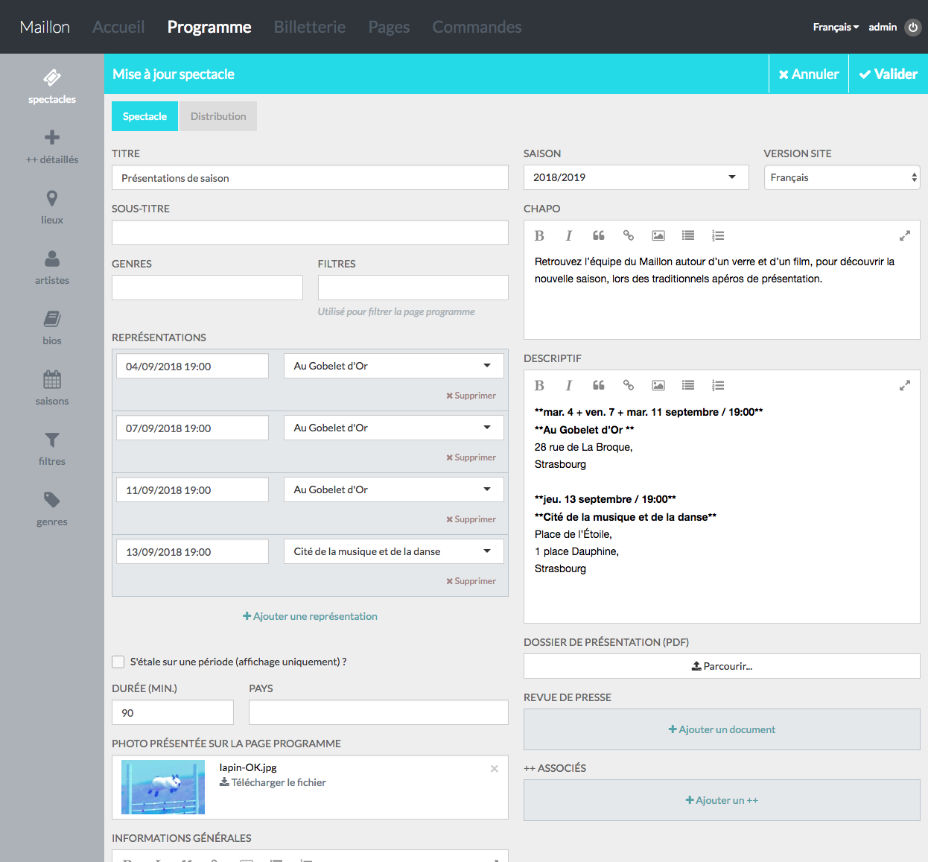 Maillon Accueil Programme Billetterie Pages Commandes Français admin
Mise à jour spectacle Annuler Valider
spectacles
++ détaillés
lieux
artistes
bios
saisons
filtres
genres
Spectacle Distribution
TITRE
Présentations de saison
SOUS-TITRE
GENRES FILTRES
Utilisé pour filtrer la page programme
REPRÉSENTATIONS
04/09/2018 19:00 Au Gobelet d'Or
Supprimer
07/09/2018 19:00 Au Gobelet d'Or
Supprimer
11/09/2018 19:00 Au Gobelet d'Or
Supprimer
13/09/2018 19:00 Cité de la musique et de la danse
Supprimer
Ajouter une représentation
S'étale sur une période (affichage uniquement) ?
DURÉE (MIN.) PAYS
90
PHOTO PRÉSENTÉE SUR LA PAGE PROGRAMME
lapin-OK.jpg
Télécharger le fichier
INFORMATIONS GÉNÉRALES
SAISON VERSION SITE
2018/2019 Français
CHAPO
Retrouvez l'équipe du Maillon autour d'un verre et d'un film, pour découvrir la
nouvelle saison, lors des traditionnels apéros de présentation.
DESCRIPTIF
**mar. 4 + ven. 7 + mar. 11 septembre / 19:00**
**Au Gobelet d'Or **
28 rue de La Broque,
Strasbourg
**jeu. 13 septembre / 19:00**
**Cité de la musique et de la danse**
Place de l'Étoile,
1 place Dauphine,
Strasbourg
DOSSIER DE PRÉSENTATION (PDF)
Parcourir...
REVUE DE PRESSE
Ajouter un document
++ ASSOCIÉS
Ajouter un ++